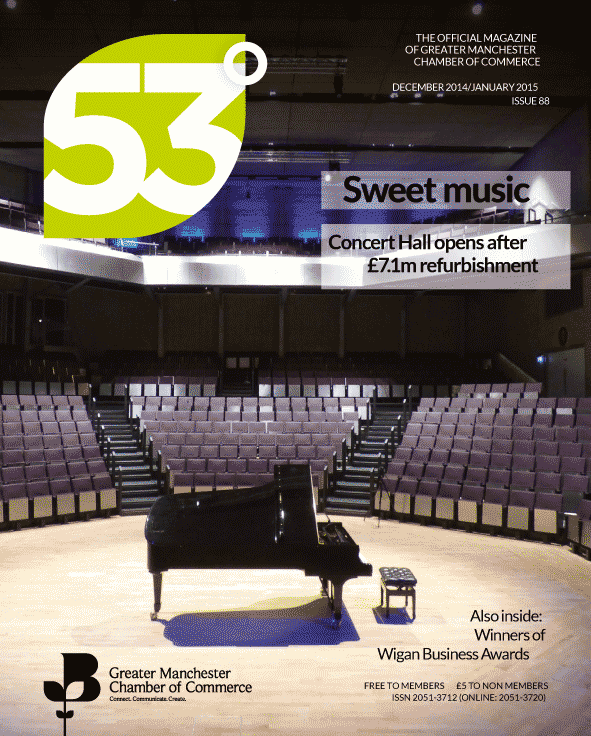 53°
THE OFFICIAL MAGAZINE
OF GREATER MANCHESTER
CHAMBER OF COMMERCE
DECEMBER 2014/JANUARY 2015
ISSUE 88
Sweet music
Concert Hall opens after
£7.1m refurbishment
Also inside:
Winners of
Wigan Business Awards
Greater Manchester
Chamber of Commerce
Connect. Communicate. Create.
FREE TO MEMBERS £5 TO NON MEMBERS
ISSN 2051-3712 (ONLINE: 2051-3720)